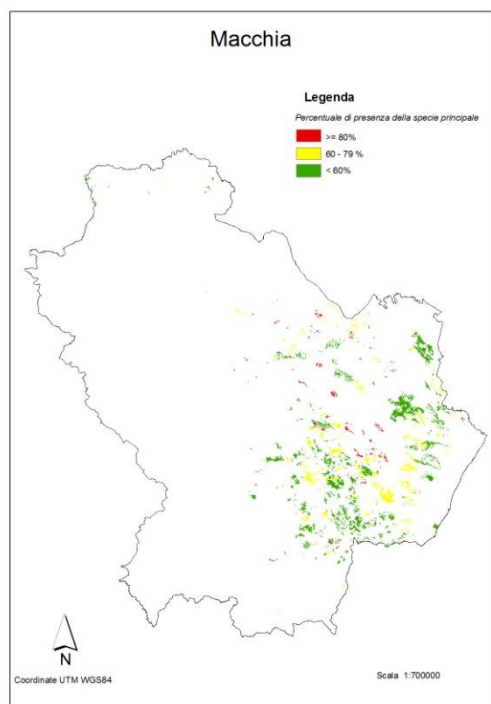 Macchia
Legenda
Percentuale di presenza della specie principale
>= 80%
60 - 79 %
< 60%
N
Coordinate UTM WGS84
Scala 1:700000